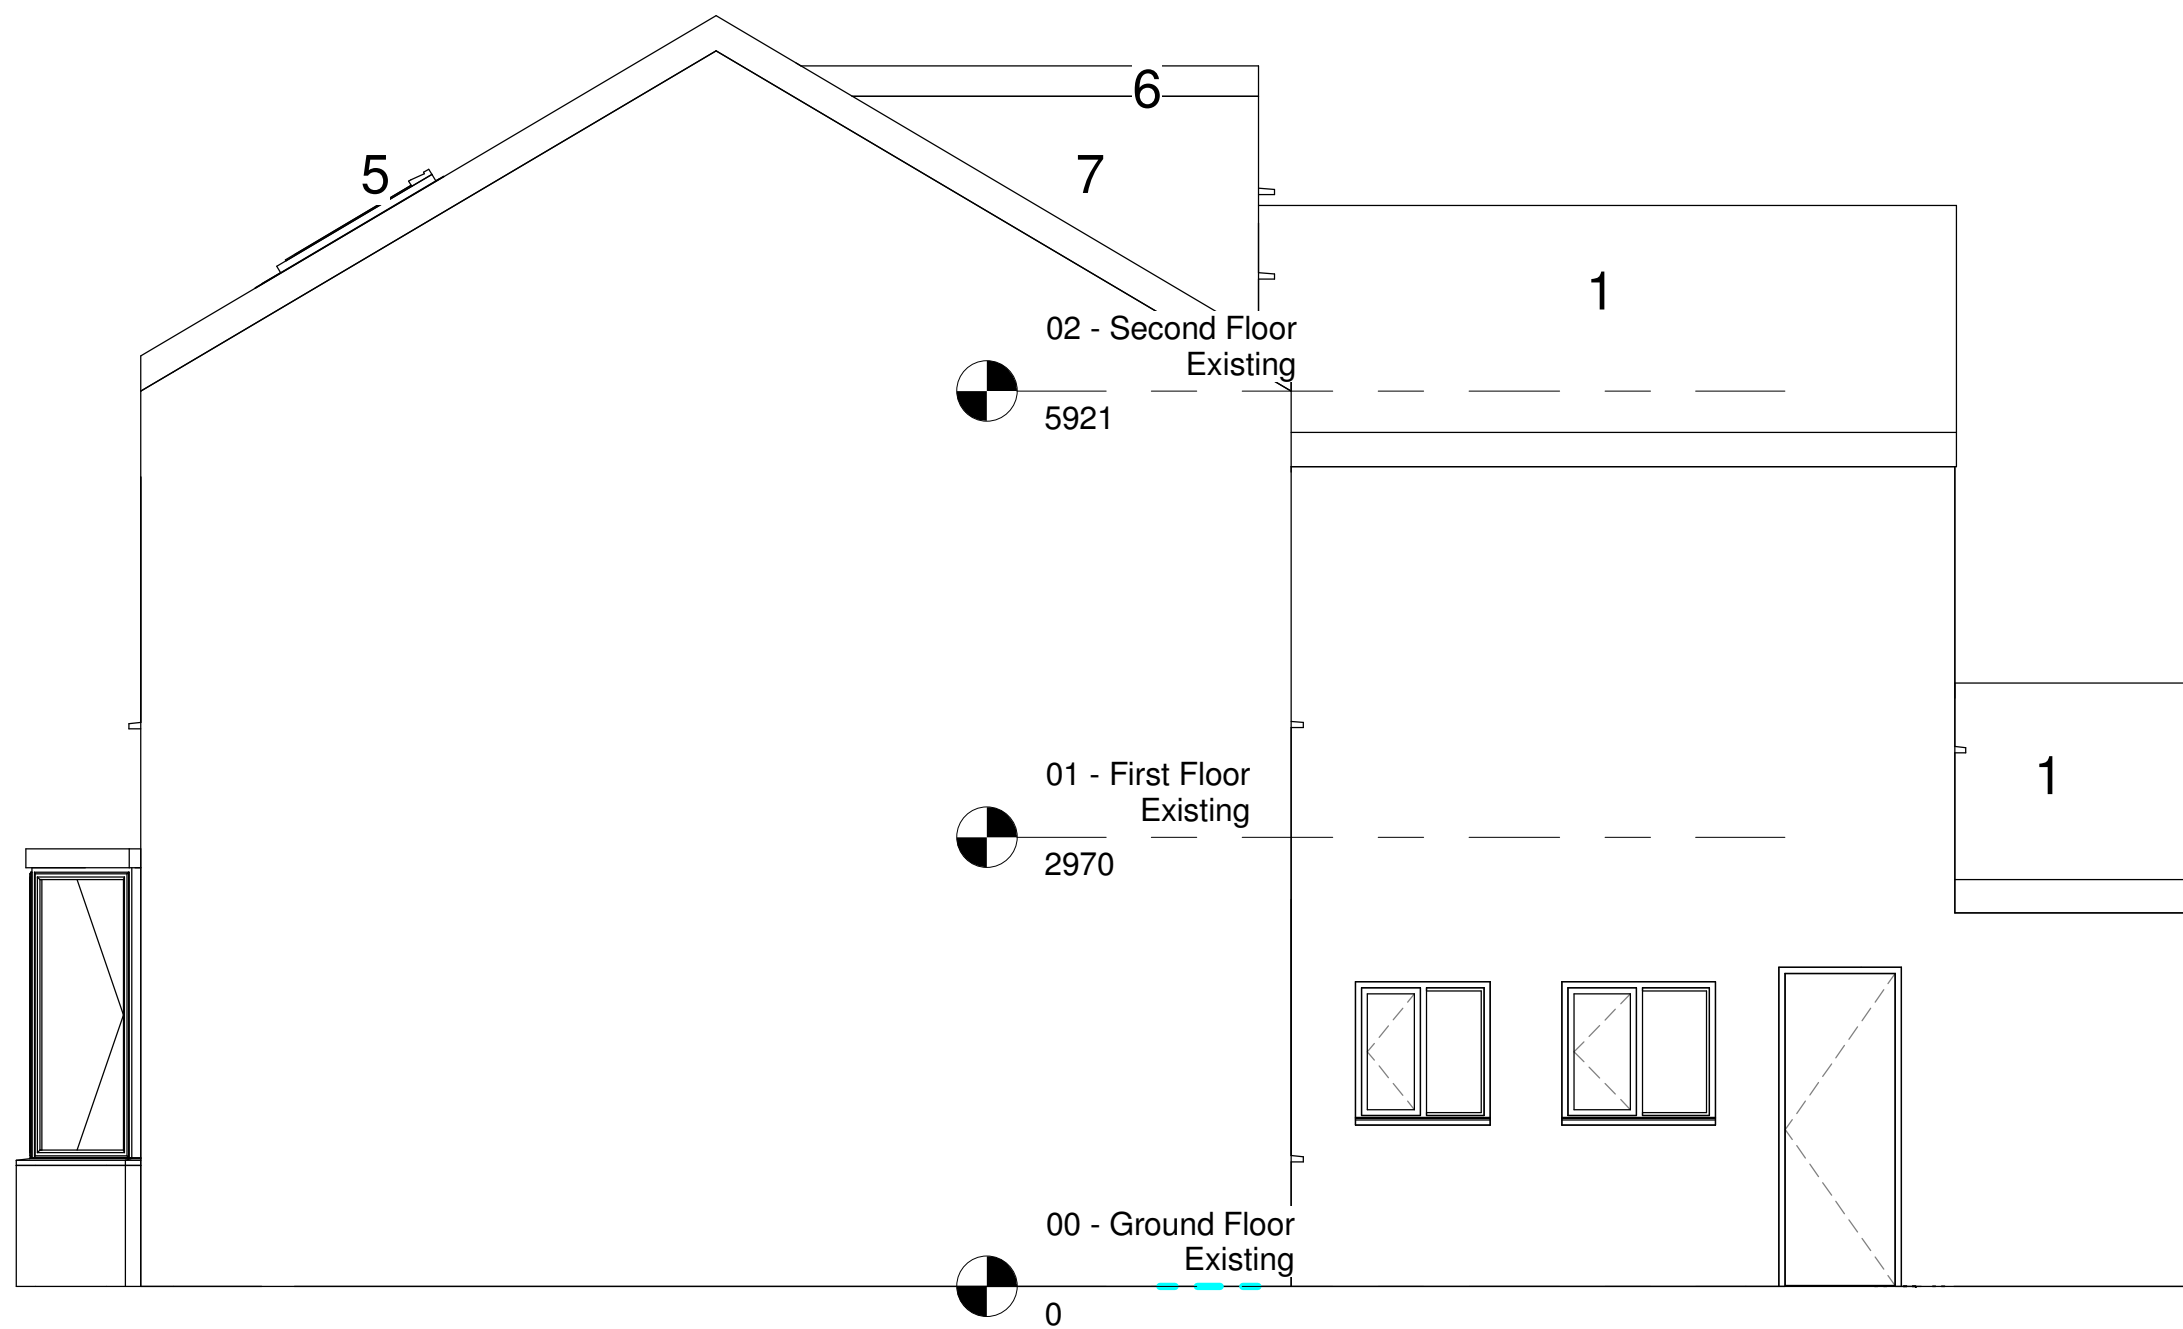 6
5
7
1
02 - Second Floor
Existing
5921
01 - First Floor
Existing
2970
1
00 - Ground Floor
Existing
0